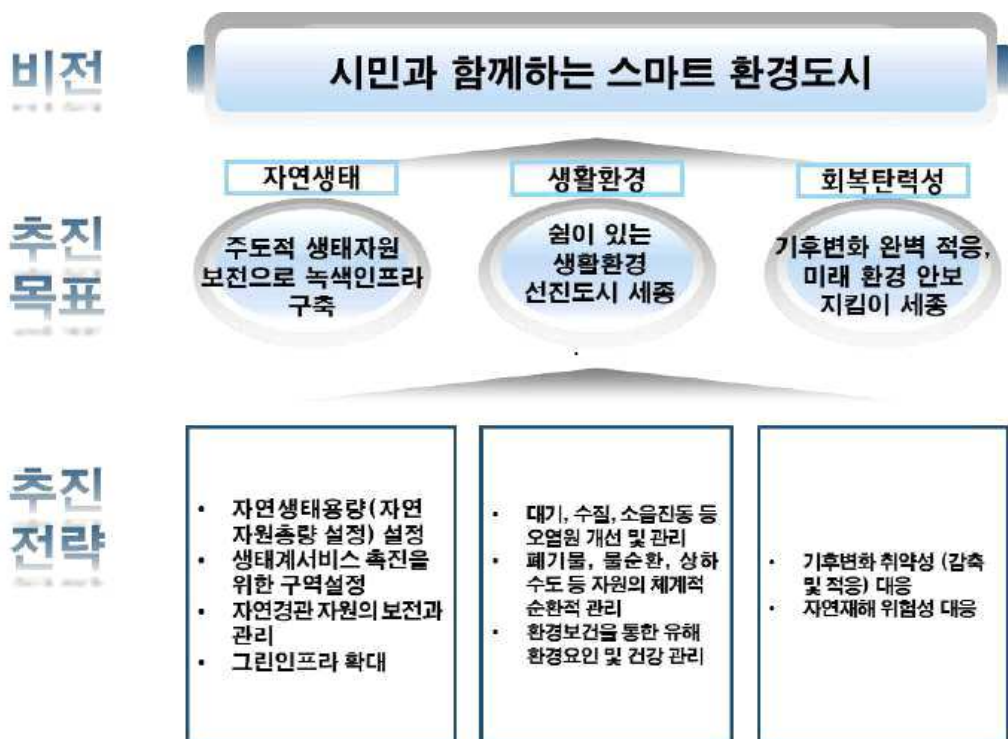 비전
시민과 함께하는 스마트 환경도시
추진
목표
자연생태
주도적 생태자원
보전으로 녹색인프라
구축
생활환경
쉼이 있는
생활환경
선진도시 세종
회복탄력성
기후변화 완벽 적응,
미래 환경 안보
지킴이 세종
추진
전략
• 자연생태용량(자연
자원총량 설정) 설정
• 생태계서비스 촉진을
위한 구역설정
• 자연경관 자원의 보전과
관리
• 그린인프라 확대
• 대기, 수질, 소음진동 등
오염원 개선 및 관리
• 폐기물, 물순환, 상하
수도 등 자원의 체계적
순환적 관리
• 환경보건을 통한 유해
환경요인 및 건강 관리
• 기후변화 취약성 (감축
및 적응) 대응
• 자연재해 위험성 대응